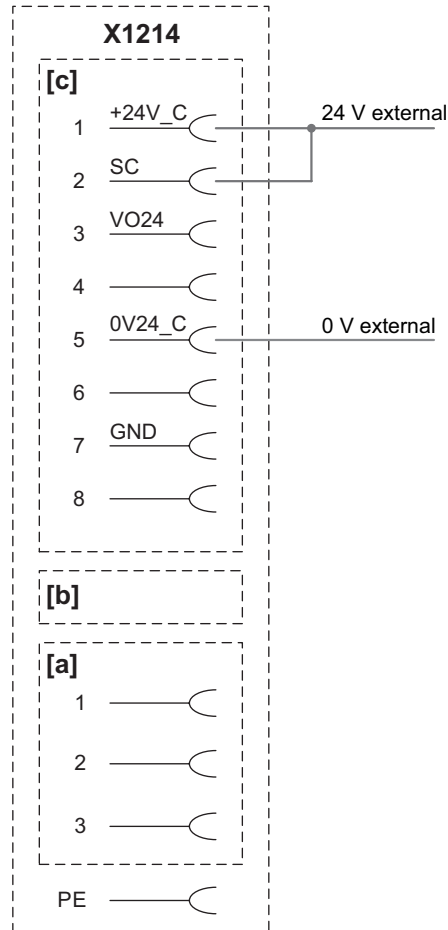 X1214
[c]
1 +24V_C 24 V external
2 SC
3 VO24
4
5 0V24_C 0 V external
6
7 GND
8
[b]
[a]
1
2
3
PE